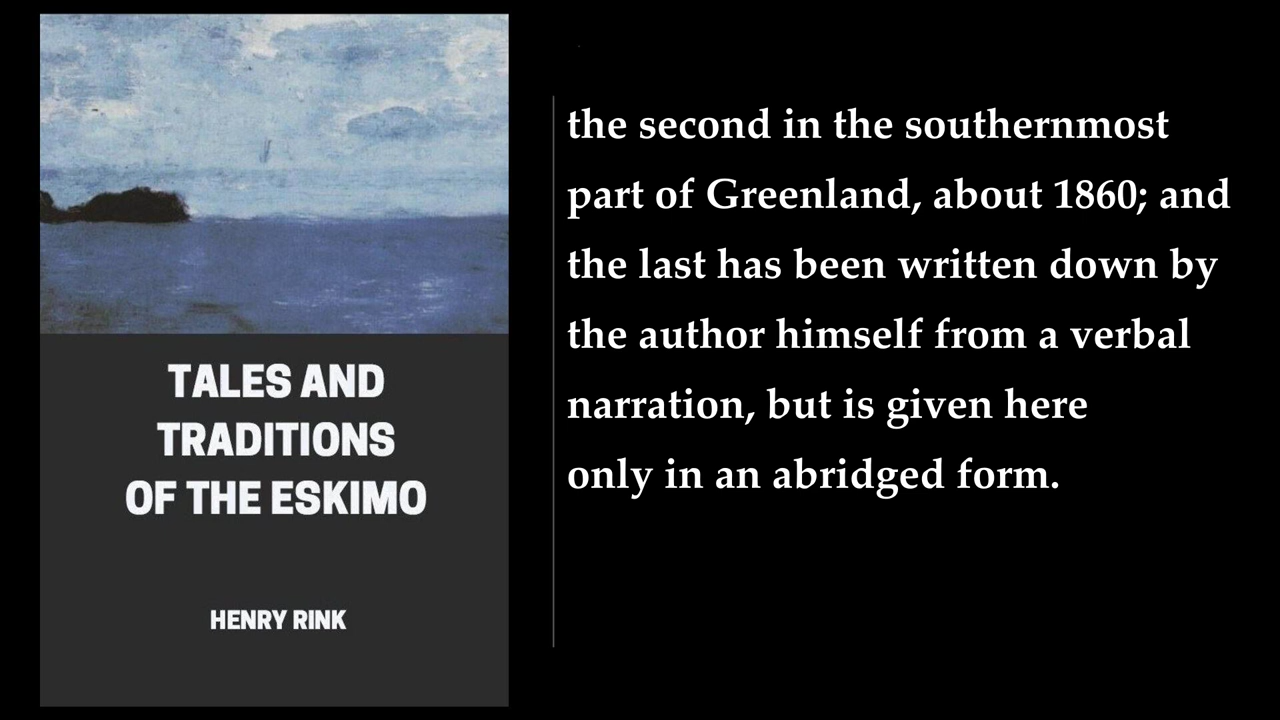 TALES AND
TRADITIONS
OF THE ESKIMO
HENRY RINK
the second in the southernmost
part of Greenland, about 1860; and
the last has been written down by
the author himself from a verbal
narration, but is given here
only in an abridged form.